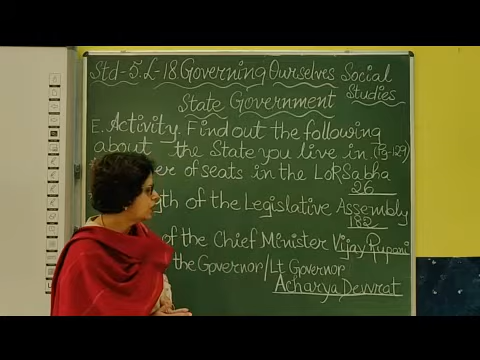 Std-5. L-18. Governing Ourselves Social Studies
State Government
E. Activity. Find out the following
about the State you live in. (Pg-129)
er of seats in the LokSabha
26
gth of the Legislative Assembly
182
of the Chief Minister Vijay Rupani
the Governor/Lt Governor
Acharya Devvrat